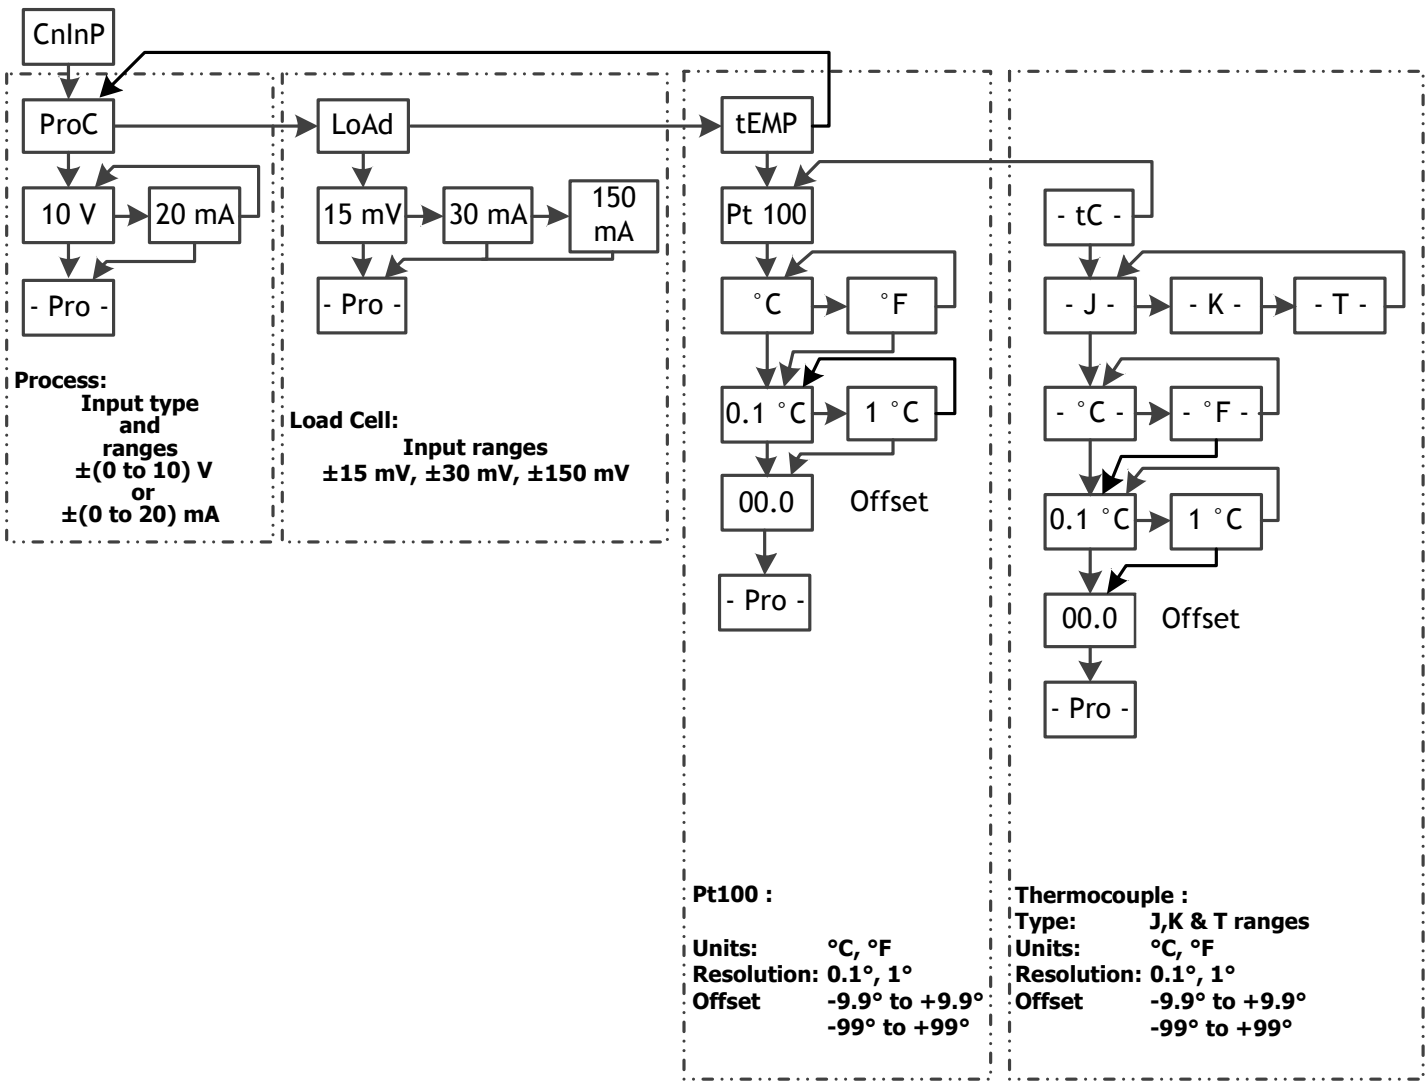 CnInP
ProC
10 V
20 mA
- Pro -
Process:
Input type
and
ranges
±(0 to 10) V
or
±(0 to 20) mA
LoAd
15 mV
30 mA
150
mA
- Pro -
Load Cell:
Input ranges
±15 mV, ±30 mV, ±150 mV
tEMP
Pt 100
°C
°F
0.1 °C
1 °C
00.0
Offset
- Pro -
Pt100 :
Units: °C, °F
Resolution: 0.1°, 1°
Offset -9.9° to +9.9°
-99° to +99°
- tC -
- J -
- K -
- T -
- °C -
- °F -
0.1 °C
1 °C
00.0
Offset
- Pro -
Thermocouple :
Type: J,K & T ranges
Units: °C, °F
Resolution: 0.1°, 1°
Offset -9.9° to +9.9°
-99° to +99°